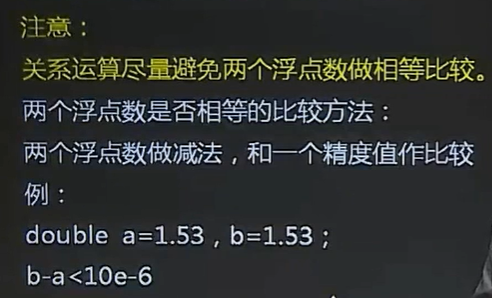 注意：
关系运算尽量避免两个浮点数做相等比较。
两个浮点数是否相等的比较方法：
两个浮点数做减法，和一个精度值作比较
例：
double a=1.53，b=1.53；
b-a<10e-6